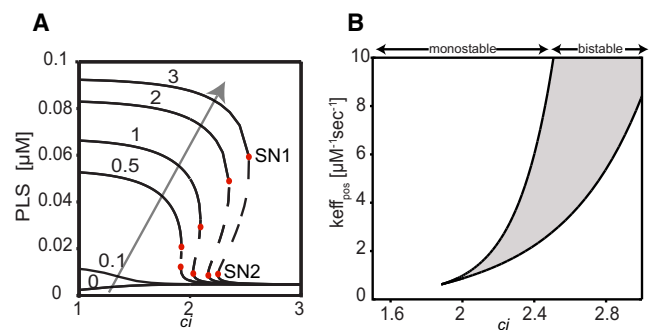 A
PLS [µM]
0.1
0.08
0.06
0.04
0.02
0
3
2
1
0.5
0.1
0
SN1
SN2
1
2
3
ci
B
monostable
bistable
keffpos [µM-1sec-1]
10
8
6
4
2
0
1.6
2
2.4
2.8
ci